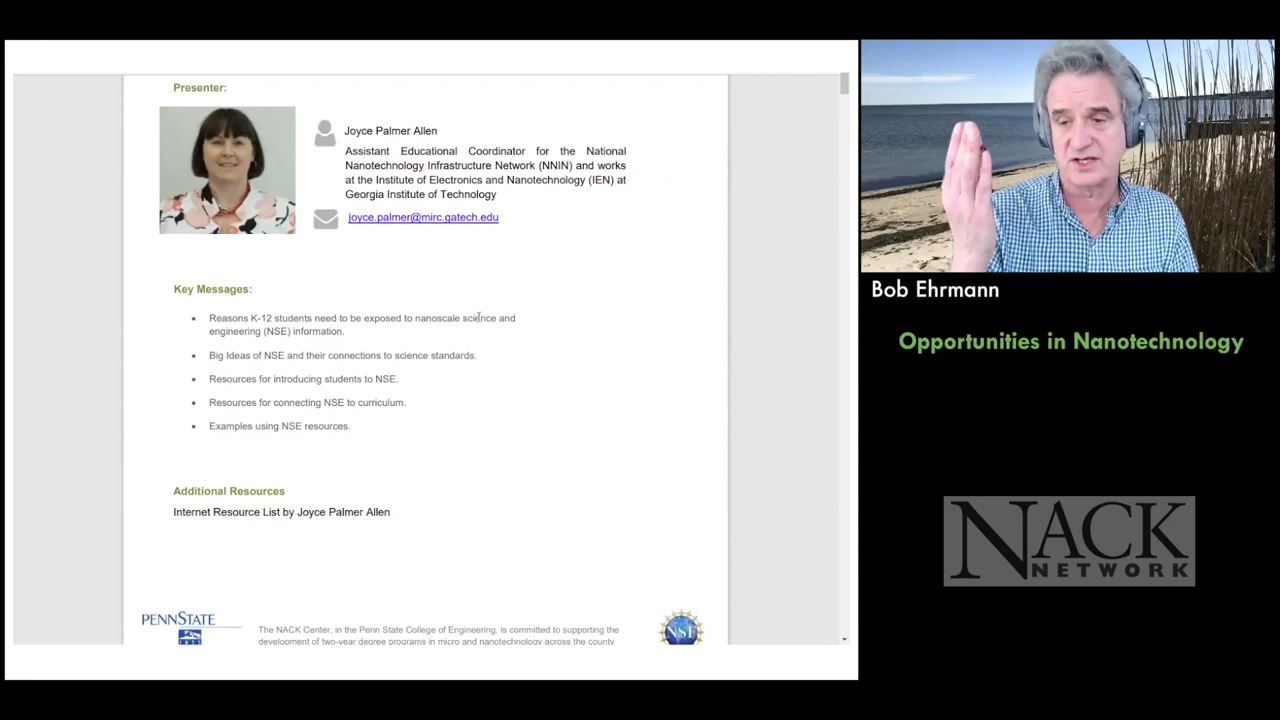 Presenter:
Joyce Palmer Allen
Assistant Educational Coordinator for the National
Nanotechnology Infrastructure Network (NNIN) and works
at the Institute of Electronics and Nanotechnology (IEN) at
Georgia Institute of Technology
joyce.palmer@mirc.gatech.edu
Key Messages:
• Reasons K-12 students need to be exposed to nanoscale science and
engineering (NSE) information.
• Big Ideas of NSE and their connections to science standards.
• Resources for introducing students to NSE.
• Resources for connecting NSE to curriculum.
• Examples using NSE resources.
Additional Resources
Internet Resource List by Joyce Palmer Allen
PENNSTATE
The NACK Center, in the Penn State College of Engineering, is committed to supporting the
development of two-year degree programs in micro and nanotechnology across the county
NSF
Bob Ehrmann
Opportunities in Nanotechnology
NACK
NETWORK